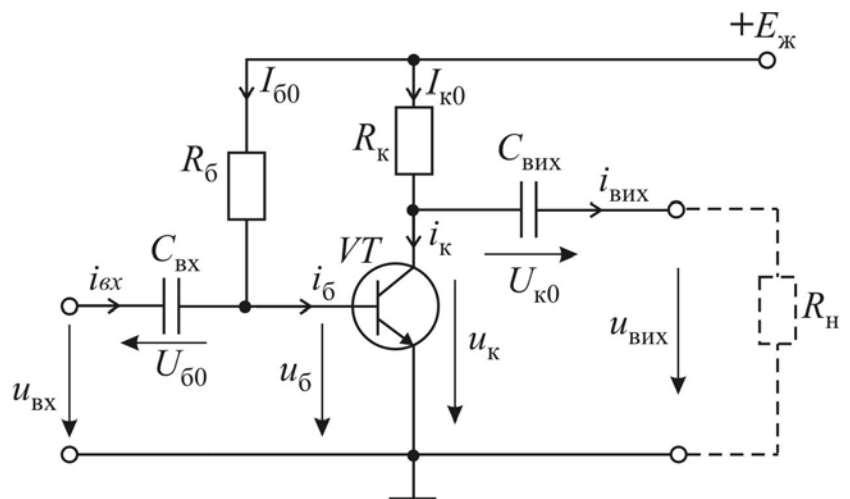 +Eж
Iб0
Iк0
Rб
Rк
Cвих
iвих
Cвх
VT
iк
iвх
iб
Uк0
Rн
Uб0
uб
uк
uвих
uвх